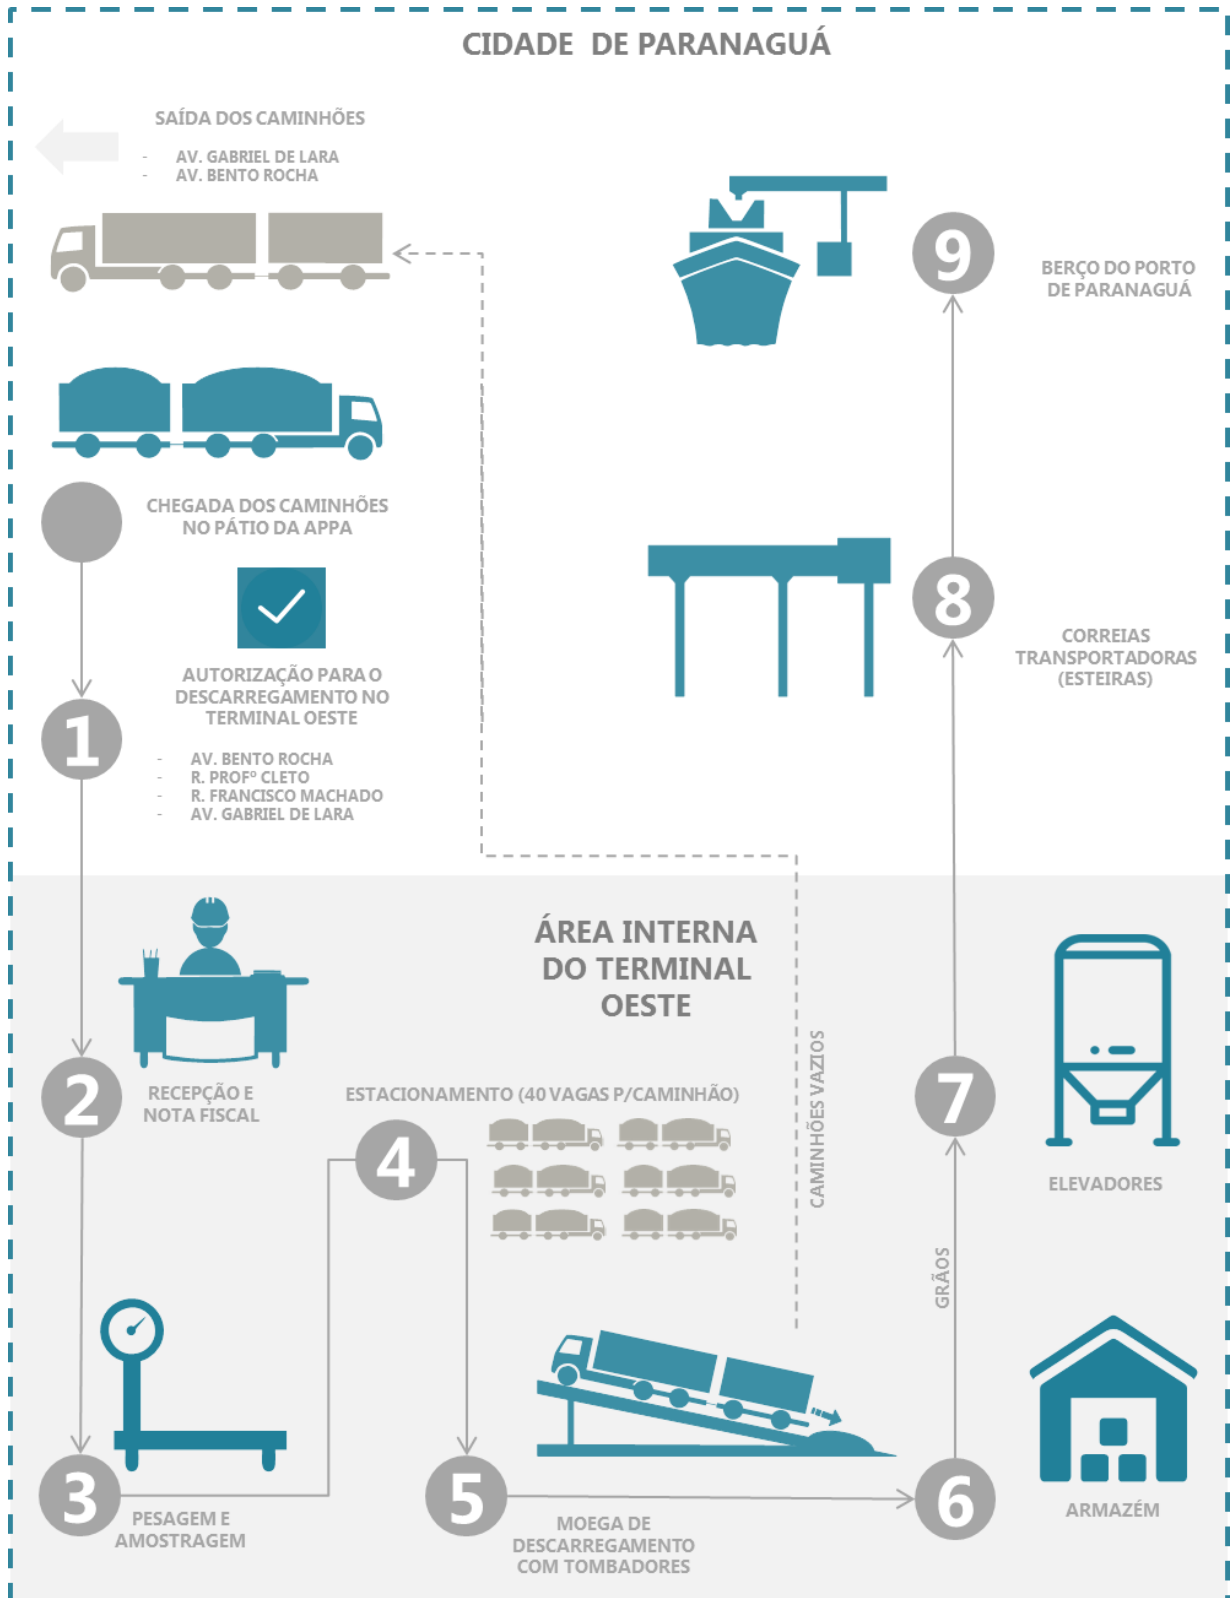 CIDADE DE PARANAGUÁ
SAÍDA DOS CAMINHÕES
- AV. GABRIEL DE LARA
- AV. BENTO ROCHA
9
BERÇO DO PORTO
DE PARANAGUÁ
CHEGADA DOS CAMINHÕES
NO PÁTIO DA APPA
8
CORREIAS
TRANSPORTADORAS
(ESTEIRAS)
AUTORIZAÇÃO PARA O
DESCARREGAMENTO NO
TERMINAL OESTE
1
- AV. BENTO ROCHA
- R. PROFº CLETO
- R. FRANCISCO MACHADO
- AV. GABRIEL DE LARA
ÁREA INTERNA
DO TERMINAL
OESTE
2
RECEPÇÃO E
NOTA FISCAL
ESTACIONAMENTO (40 VAGAS P/CAMINHÃO)
4
CAMINHÕES VAZIOS
7
ELEVADORES
GRÃOS
3
PESAGEM E
AMOSTRAGEM
5
MOEGA DE
DESCARREGAMENTO
COM TOMBADORES
6
ARMAZÉM